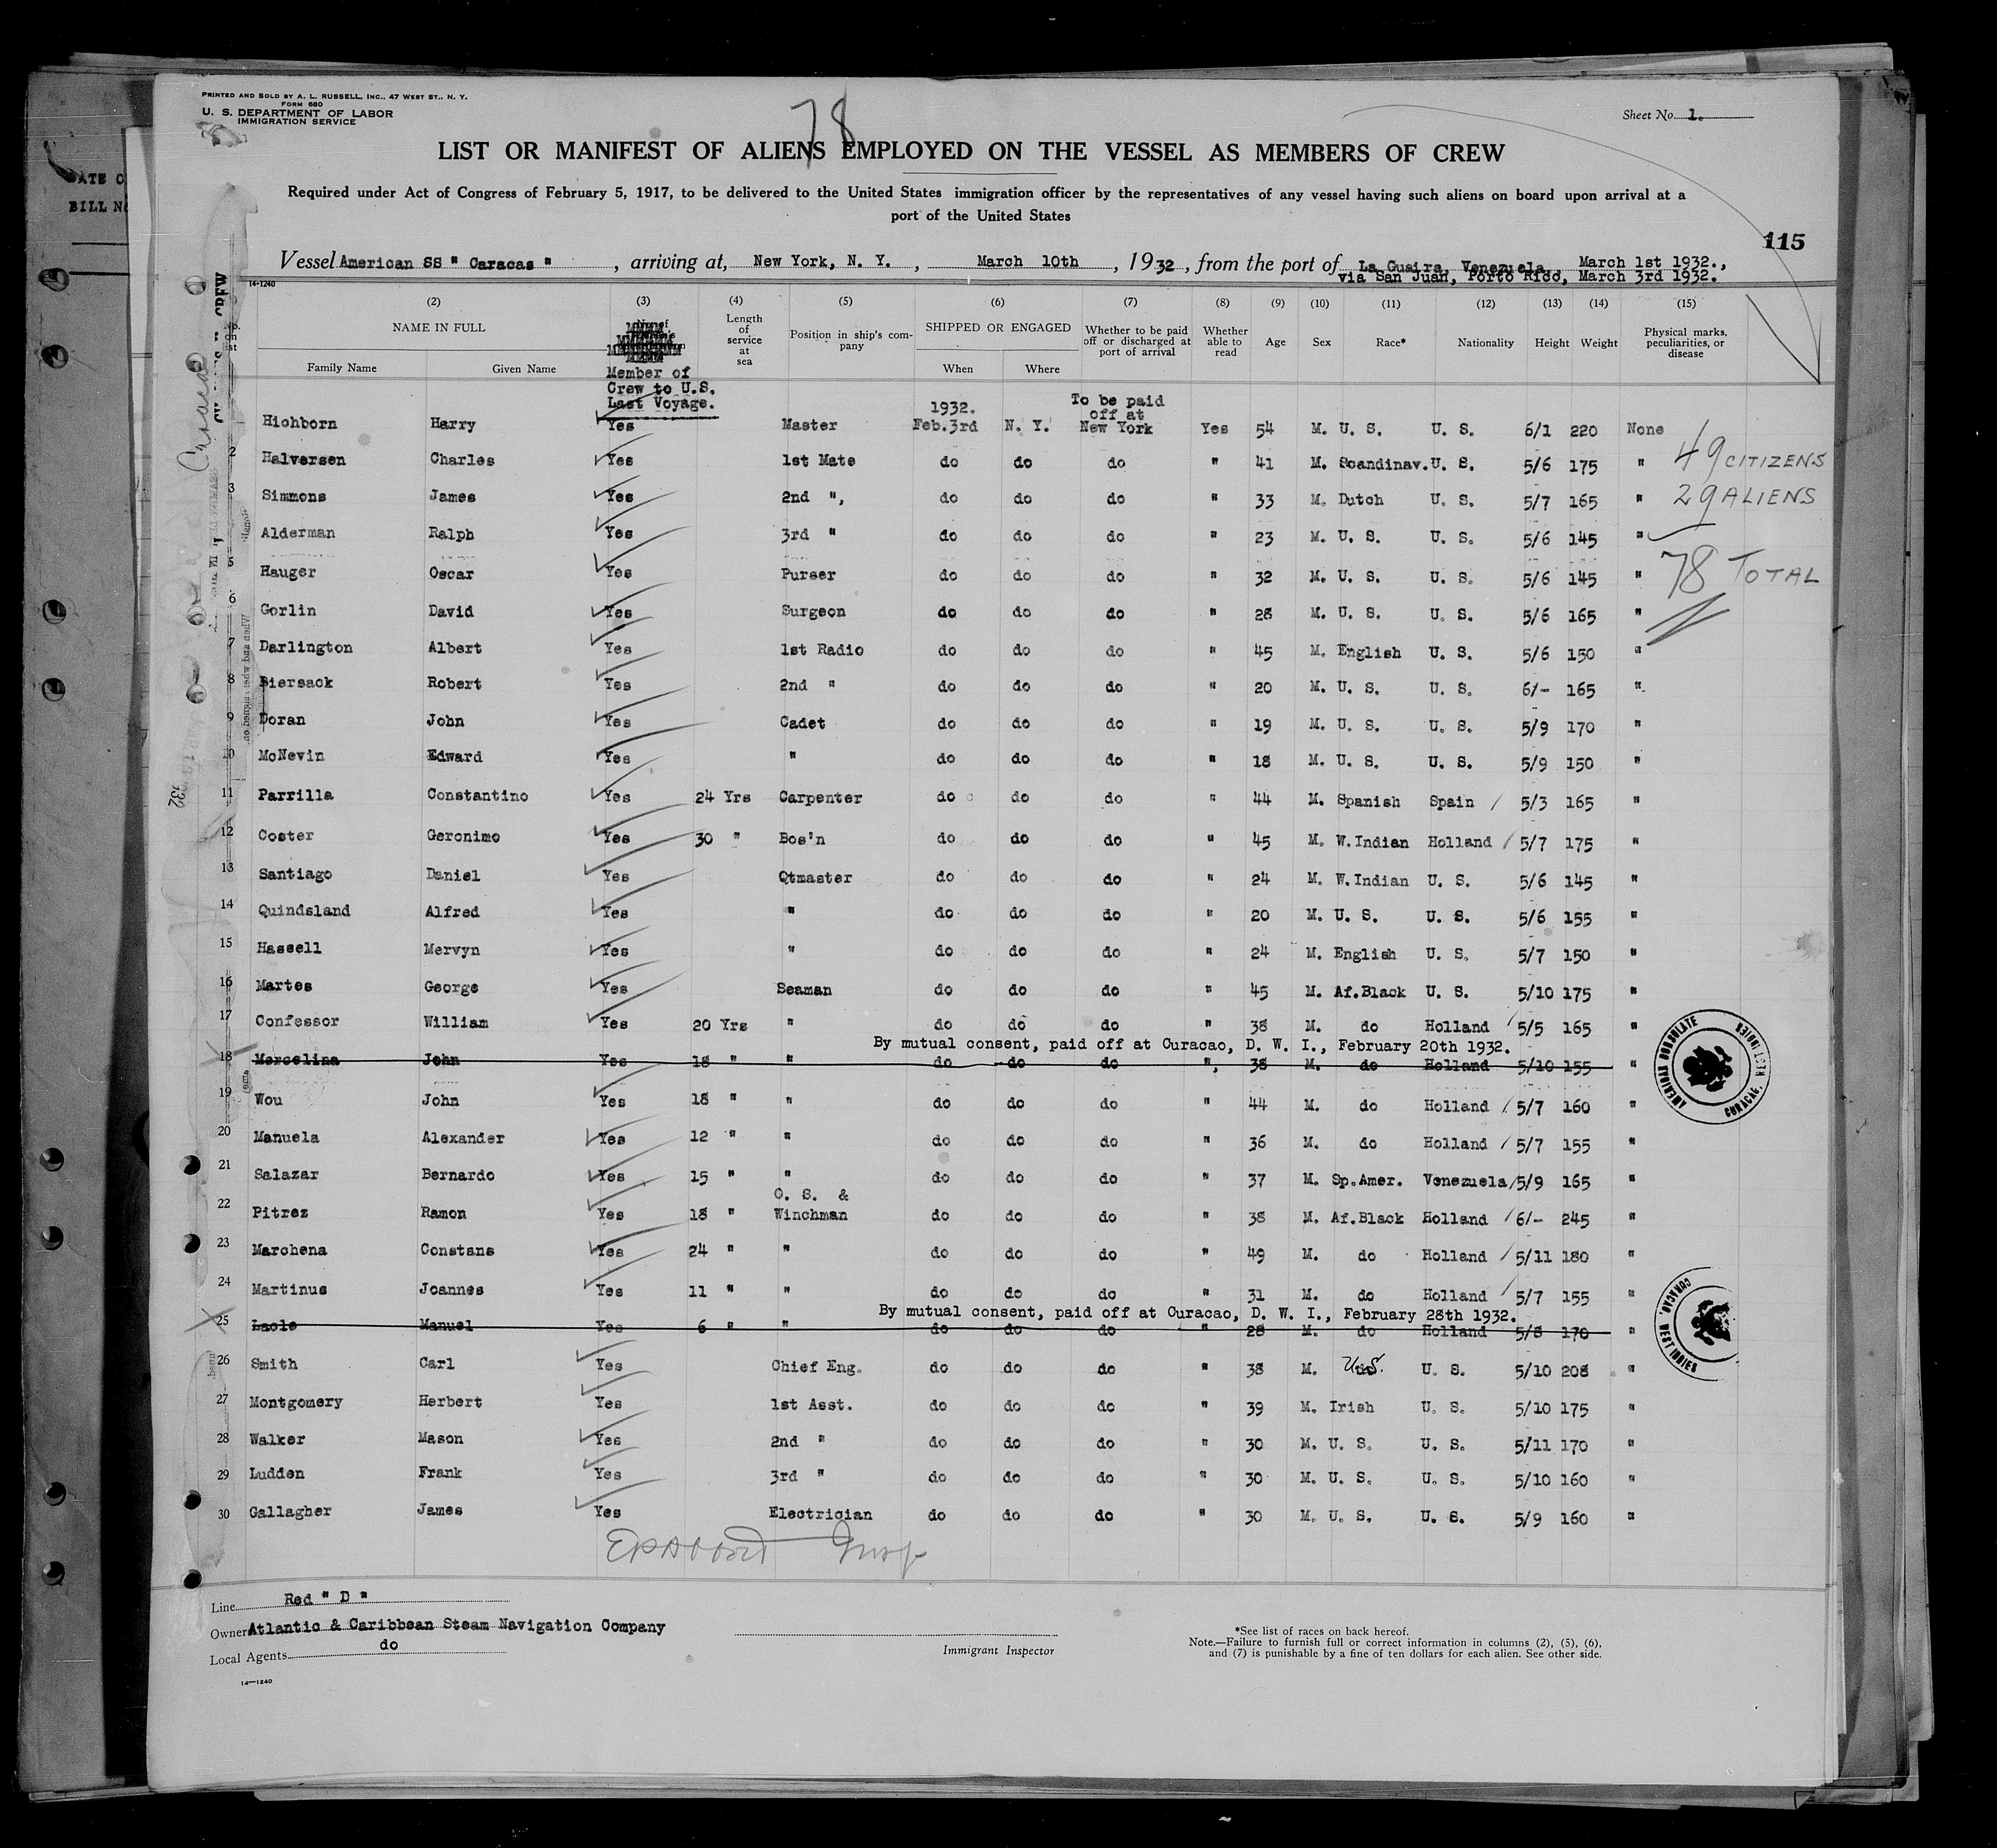 PRINTED AND SOLD BY A. L. RUSSELL, INC., 47 WEST ST., N. Y.
FORM 680
U. S. DEPARTMENT OF LABOR
IMMIGRATION SERVICE
78
Sheet No. 1.
LIST OR MANIFEST OF ALIENS EMPLOYED ON THE VESSEL AS MEMBERS OF CREW
Required under Act of Congress of February 5, 1917, to be delivered to the United States immigration officer by the representatives of any vessel having such aliens on board upon arrival at a
port of the United States
115
Vessel American SS " Caracas " , arriving at, New York, N. Y. , March 10th , 1932, from the port of La Guaira, Venezuela, March 1st 1932.,
via San Juan, Porto Rico, March 3rd 1932.
14-1240
(2) (3) (4) (5) (6) (7) (8) (9) (10) (11) (12) (13) (14) (15)
No. on list
NAME IN FULL
Family Name Given Name
Member of
Crew to U.S.
Last Voyage.
Length of service at sea
Position in ship's company
SHIPPED OR ENGAGED
When Where
Whether to be paid off or discharged at port of arrival
Whether able to read
Age Sex Race* Nationality Height Weight
Physical marks, peculiarities, or disease
1932. To be paid
off at
Hichborn Harry Yes Master Feb.3rd N. Y. New York Yes 54 M. U. S. U. S. 6/1 220 None
2 Halversen Charles Yes 1st Mate do do do " 41 M. Scandinav. U. S. 5/6 175 "
49 CITIZENS
3 Simmons James Yes 2nd ", do do do " 33 M. Dutch U. S. 5/7 165 "
29 ALIENS
Alderman Ralph Yes 3rd " do do do " 23 M. U. S. U. S. 5/6 145 "
5 Hauger Oscar Yes Purser do do do " 32 M. U. S. U. S. 5/6 145 "
78 TOTAL
6 Gorlin David Yes Surgeon do do do " 28 M. U. S. U. S. 5/6 165 "
7 Darlington Albert Yes 1st Radio do do do " 45 M. English U. S. 5/6 150 "
8 Biersack Robert Yes 2nd " do do do " 20 M. U. S. U. S. 6/- 165 "
9 Doran John Yes Cadet do do do " 19 M. U. S. U. S. 5/9 170 "
10 McNevin Edward Yes " do do do " 18 M. U. S. U. S. 5/9 150 "
11 Parrilla Constantino Yes 24 Yrs Carpenter do do do " 44 M. Spanish Spain 5/3 165 "
12 Coster Geronimo Yes 30 " Bos'n do do do " 45 M. W.Indian Holland 5/7 175 "
13 Santiago Daniel Yes Qtmaster do do do " 24 M. W.Indian U. S. 5/6 145 "
14 Quindsland Alfred Yes " do do do " 20 M. U. S. U. S. 5/6 155 "
15 Hassell Mervyn Yes " do do do " 24 M. English U. S. 5/7 150 "
16 Martes George Yes Seaman do do do " 45 M. Af.Black U. S. 5/10 175 "
17 Confessor William Yes 20 Yrs " do do do " 38 M. do Holland 5/5 165 "
By mutual consent, paid off at Curacao, D. W. I., February 20th 1932.
18 Mercelina John Yes 18 " " do do do ", 38 M. do Holland 5/10 155 "
AMERICAN CONSULATE
CURACAO, WEST INDIES
19 Wou John Yes 18 " " do do do " 44 M. do Holland 5/7 160 "
20 Manuela Alexander Yes 12 " " do do do " 36 M. do Holland 5/7 155 "
21 Salazar Bernardo Yes 15 " " do do do " 37 M. Sp.Amer. Venezuela 5/9 165 "
O. S. &
22 Pitrez Ramon Yes 18 " Winchman do do do " 38 M. Af.Black Holland 6/- 245 "
23 Marchena Constans Yes 24 " " do do do " 49 M. do Holland 5/11 180 "
24 Martinus Joannes Yes 11 " " do do do " 31 M. do Holland 5/7 155 "
By mutual consent, paid off at Curacao, D. W. I., February 28th 1932.
25 Lacle Manuel Yes 6 " " do do do " 28 M. do Holland 5/8 170 "
CURACAO, WEST INDIES
26 Smith Carl Yes Chief Eng. do do do " 38 M. U.S. U. S. 5/10 208 "
27 Montgomery Herbert Yes 1st Asst. do do do " 39 M. Irish U. S. 5/10 175 "
28 Walker Mason Yes 2nd " do do do " 30 M. U. S. U. S. 5/11 170 "
29 Ludden Frank Yes 3rd " do do do " 30 M. U. S. U. S. 5/10 160 "
30 Gallagher James Yes Electrician do do do " 30 M. U. S. U. S. 5/9 160 "
Line Red " D "
Owners Atlantic & Caribbean Steam Navigation Company
Local Agents do
Immigrant Inspector
*See list of races on back hereof.
Note.—Failure to furnish full or correct information in columns (2), (5), (6),
and (7) is punishable by a fine of ten dollars for each alien. See other side.
14—1240